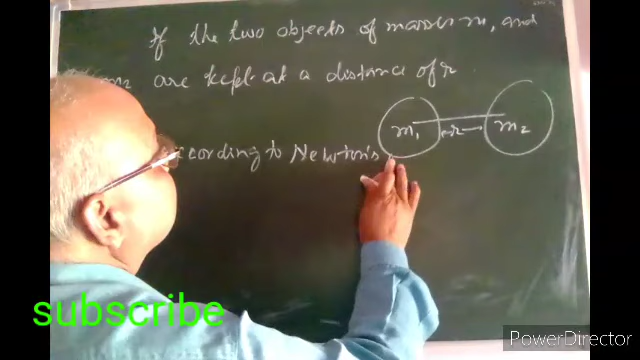 If the two objects of masses m, and
m₂ are kept at a distance of r
m₁ r m₂
ccording to Newton's
subscribe
PowerDirector